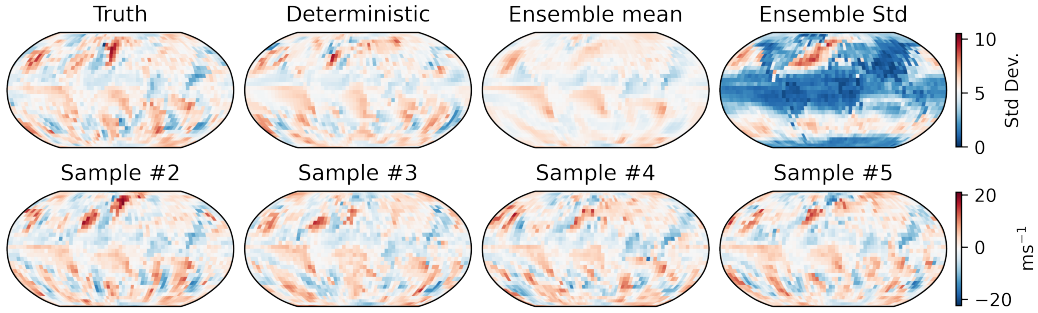 Truth
Deterministic
Ensemble mean
Ensemble Std
10
5
0
Std Dev.
Sample #2
Sample #3
Sample #4
Sample #5
20
0
−20
ms⁻¹